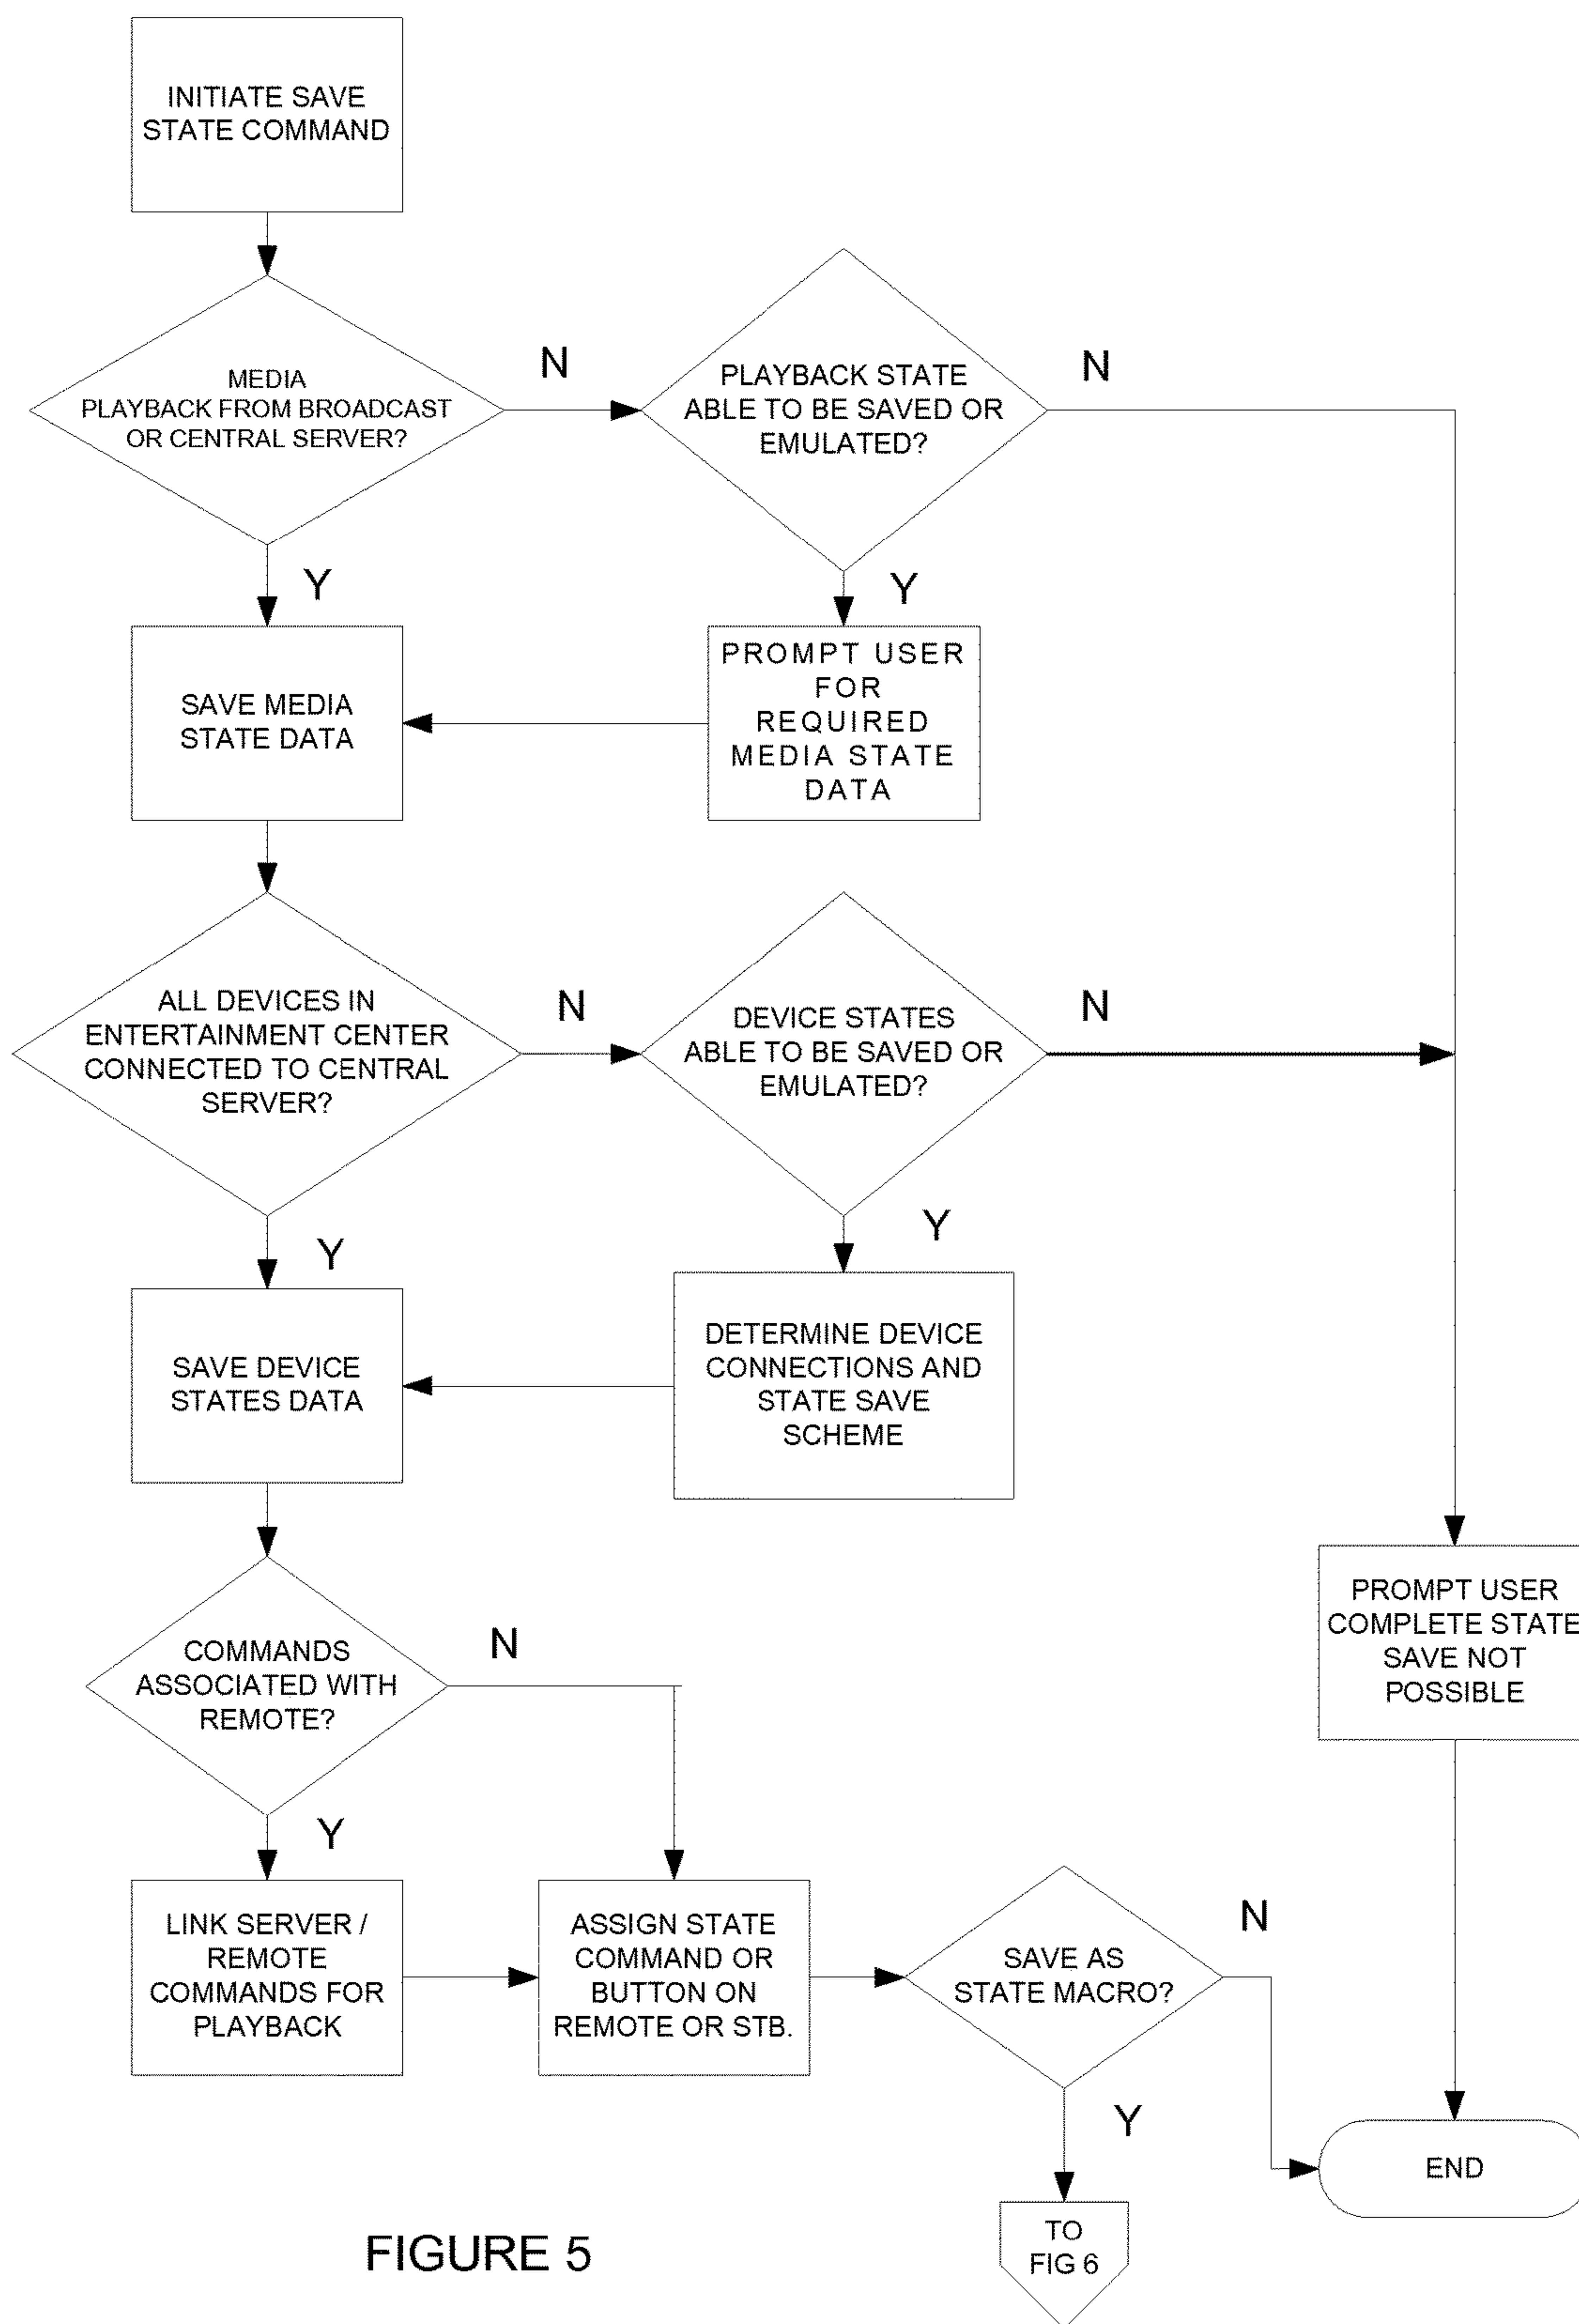 INITIATE SAVE
STATE COMMAND
MEDIA
PLAYBACK FROM BROADCAST
OR CENTRAL SERVER?
N
PLAYBACK STATE
ABLE TO BE SAVED OR
EMULATED?
N
Y
Y
SAVE MEDIA
STATE DATA
PROMPT USER
FOR
REQUIRED
MEDIA STATE
DATA
ALL DEVICES IN
ENTERTAINMENT CENTER
CONNECTED TO CENTRAL
SERVER?
N
DEVICE STATES
ABLE TO BE SAVED OR
EMULATED?
N
Y
Y
SAVE DEVICE
STATES DATA
DETERMINE DEVICE
CONNECTIONS AND
STATE SAVE
SCHEME
COMMANDS
ASSOCIATED WITH
REMOTE?
N
PROMPT USER
COMPLETE STATE
SAVE NOT
POSSIBLE
Y
LINK SERVER /
REMOTE
COMMANDS FOR
PLAYBACK
ASSIGN STATE
COMMAND OR
BUTTON ON
REMOTE OR STB.
SAVE AS
STATE MACRO?
N
Y
END
TO
FIG 6
FIGURE 5